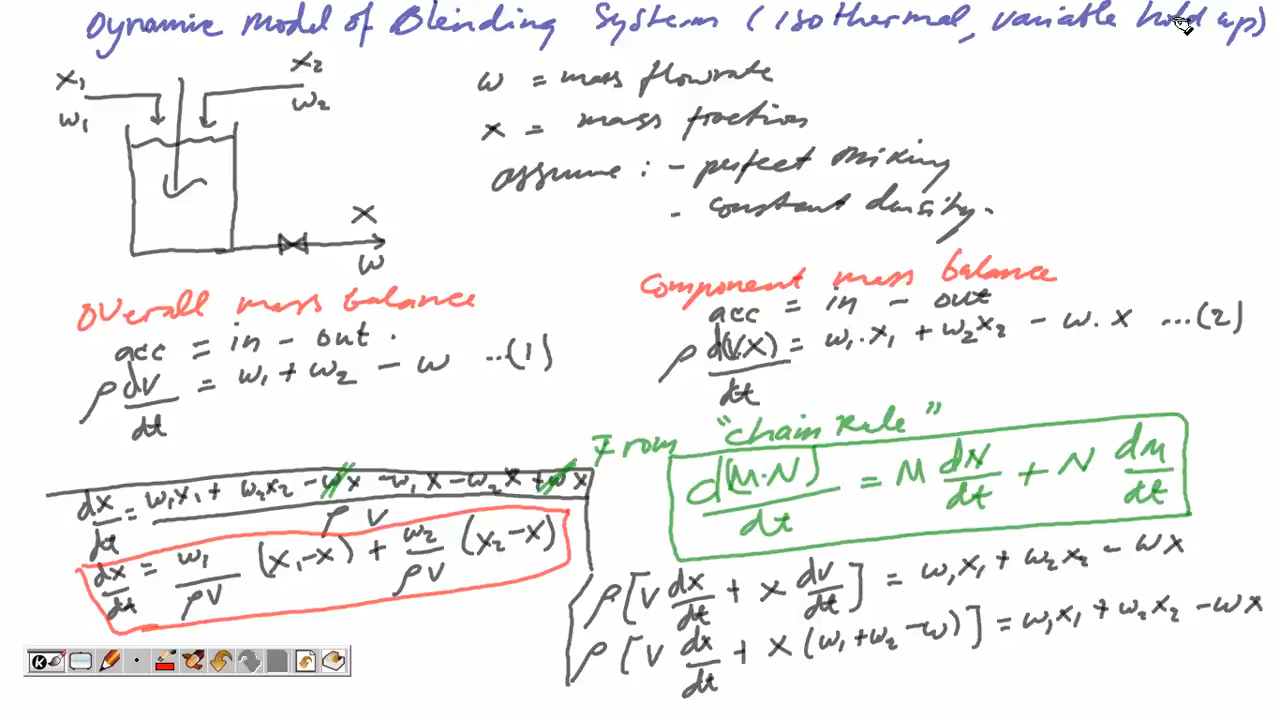 Dynamic model of Blending System (isothermal, variable hold up)
x1
w1
x2
w2
x
w
w = mass flowrate
x = mass fraction
assume : - perfect mixing
- constant density.
Overall mass balance
acc = in - out .
ρ dV/dt = w1 + w2 - w ...(1)
Component mass balance
acc = in - out
ρ d(V.x)/dt = w1.x1 + w2x2 - w.x ...(2)
From "chain Rule"
d(M.N)/dt = M dN/dt + N dM/dt
ρ[V dx/dt + x dv/dt] = w1x1 + w2x2 - wx
ρ[V dx/dt + x (w1+w2-w)] = w1x1 + w2x2 - wx
dx/dt = w1x1 + w2x2 - wx - w1x - w2x + wx / ρ V
dx/dt = w1/ρV (x1-x) + w2/ρV (x2-x)
K